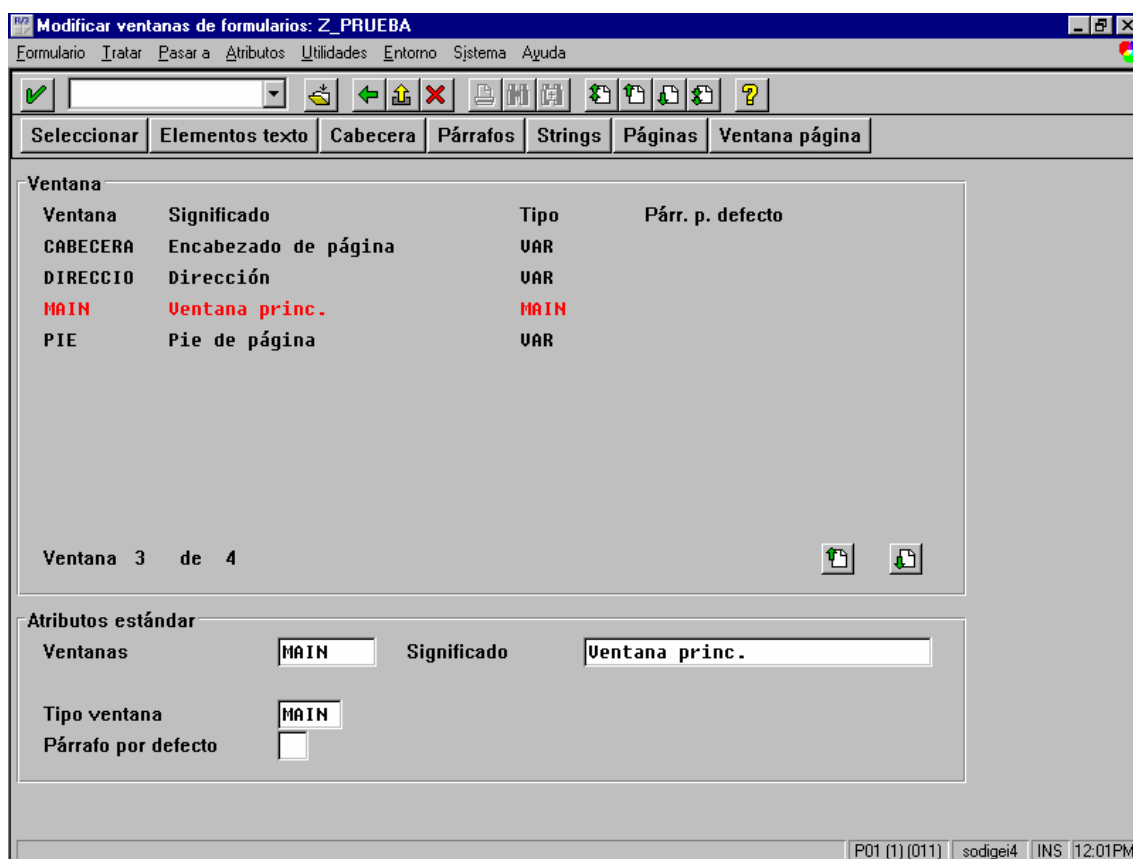 Modificar ventanas de formularios: Z_PRUEBA
Formulario Tratar Pasar a Atributos Utilidades Entorno Sistema Ayuda
Seleccionar Elementos texto Cabecera Párrafos Strings Páginas Ventana página
Ventana
Ventana Significado Tipo Párr. p. defecto
CABECERA Encabezado de página VAR
DIRECCIO Dirección VAR
MAIN Ventana princ. MAIN
PIE Pie de página VAR
Ventana 3 de 4
Atributos estándar
Ventanas MAIN Significado Ventana princ.
Tipo ventana MAIN
Párrafo por defecto
P01 (1) (011) sodigei4 INS 12:01PM